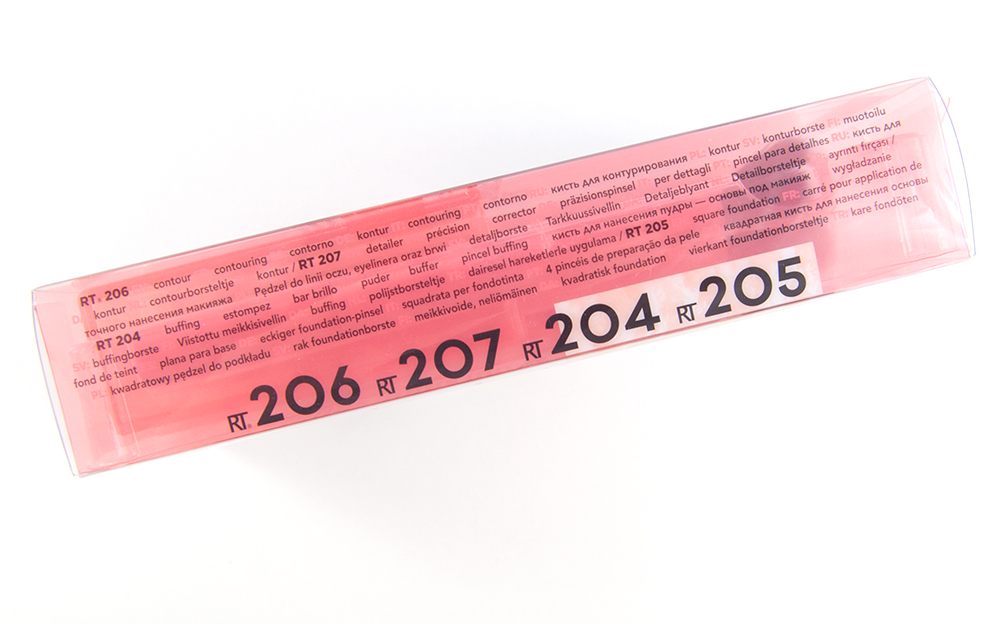 RT® 206 contour contouring contorno kontur contouring contorno RU: кисть для контурирования PL: kontur SV: konturborste FI: muotoilu
kontur contourborsteltje kontur / RT 207 detailer précision corrector präzisionspinsel IT: per dettagli PT: pincel para detalhes RU: кисть для
точного нанесения макияжа Pędzel do linii oczu, eyelinera oraz brwi detaljborste Tarkkuussivellin Detaljeblyant Detailborsteltje ayrıntı fırçası /
RT 204 buffing estompez bar brillo puder buffer pincel buffing кисть для нанесения пудры — основы под макияж wygładzanie
SV: buffingborste Viistottu meikkisivellin buffing polijstborsteltje dairesel hareketlerle uygulama / RT 205 square foundation FR: carré pour application de
fond de teint plana para base eckiger foundation-pinsel squadrata per fondotinta 4 pincéis de preparação da pele квадратная кисть для нанесения основы
PL: kwadratowy pędzel do podkładu rak foundationborste meikkivoide, neliömäinen kvadratisk foundation vierkant foundationborsteltje TR: kare fondöten
RT® 206 RT 207 RT 204 RT 205